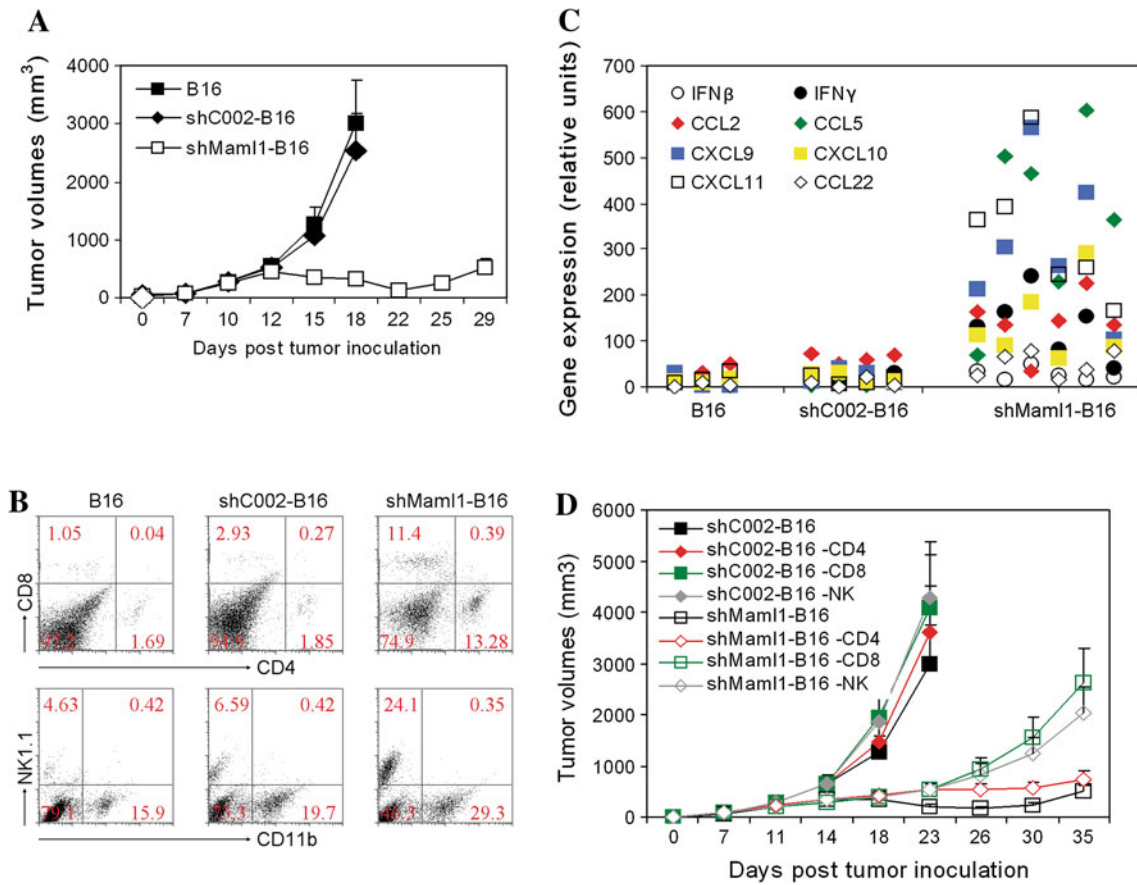 A
Tumor volumes (mm³)
4000
3000
2000
1000
0
B16
shC002-B16
shMaml1-B16
0 7 10 12 15 18 22 25 29
Days post tumor inoculation
C
Gene expression (relative units)
700
600
500
400
300
200
100
0
IFNβ IFNγ
CCL2 CCL5
CXCL9 CXCL10
CXCL11 CCL22
B16 shC002-B16 shMaml1-B16
B
B16 shC002-B16 shMaml1-B16
1.05 0.04 2.93 0.27 11.4 0.39
CD8
1.69 1.85 74.9 13.28
CD4
4.63 0.42 6.59 0.42 24.1 0.35
NK1.1
15.9 19.7 29.3
CD11b
D
Tumor volumes (mm3)
6000
5000
4000
3000
2000
1000
0
shC002-B16
shC002-B16 -CD4
shC002-B16 -CD8
shC002-B16 -NK
shMaml1-B16
shMaml1-B16 -CD4
shMaml1-B16 -CD8
shMaml1-B16 -NK
0 7 11 14 18 23 26 30 35
Days post tumor inoculation